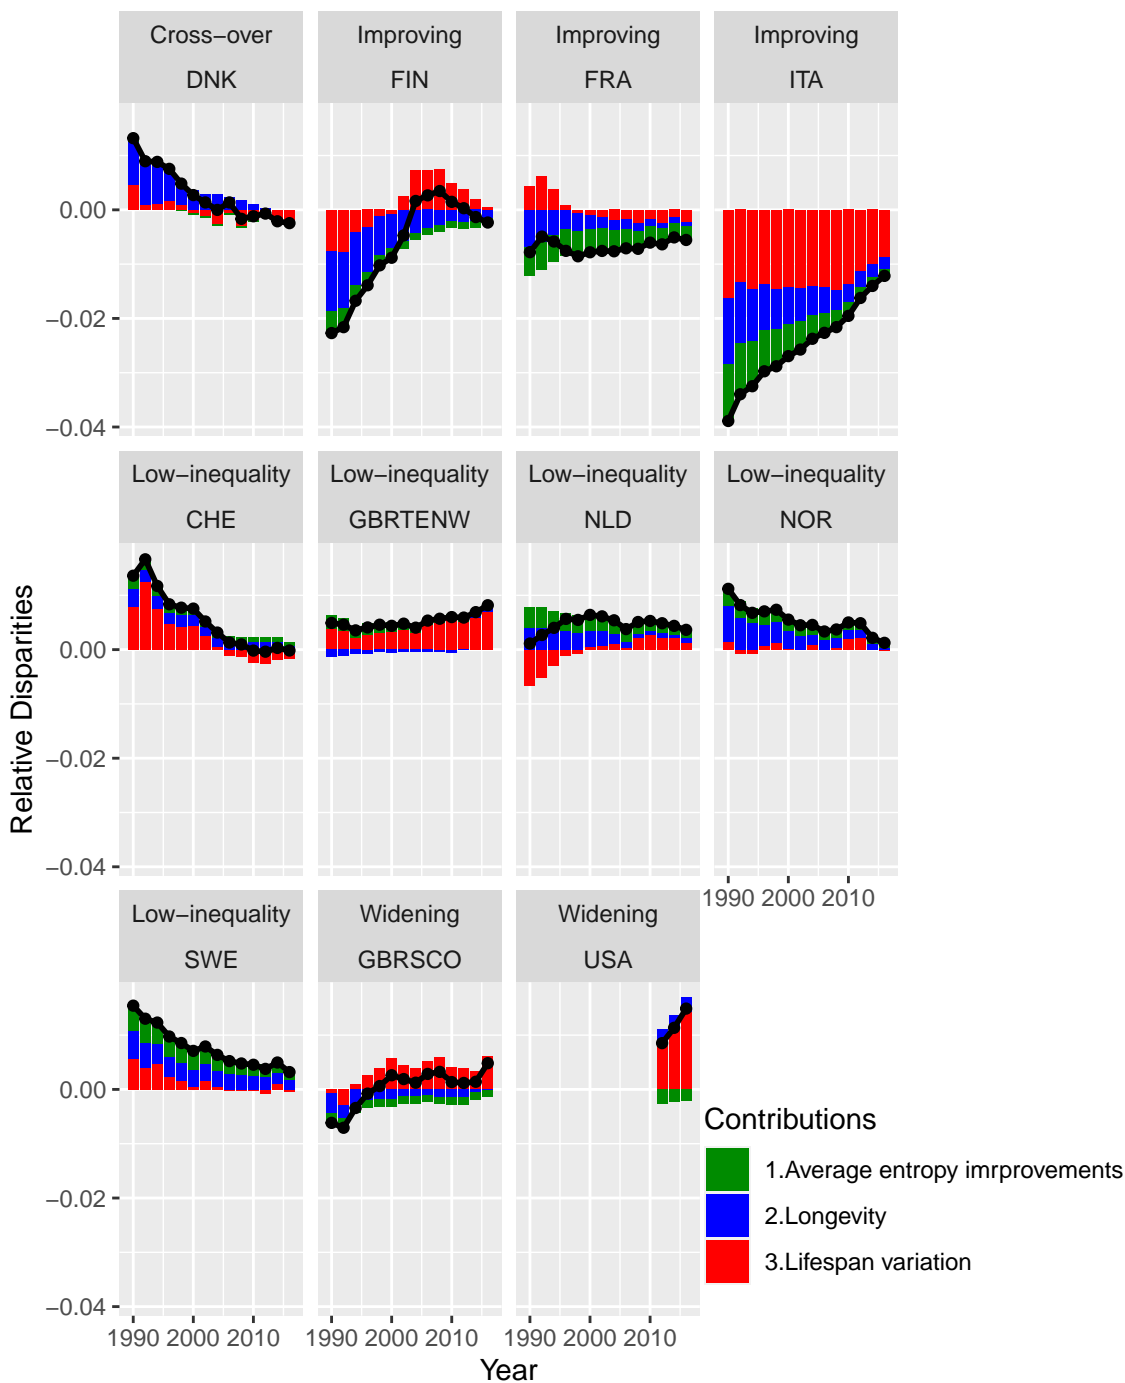 Cross−over
Improving
Improving
Improving
DNK
FIN
FRA
ITA
0.00
−0.02
−0.04
Low−inequality
Low−inequality
Low−inequality
Low−inequality
CHE
GBRTENW
NLD
NOR
0.00
−0.02
−0.04
1990 2000 2010
Low−inequality
Widening
Widening
SWE
GBRSCO
USA
0.00
−0.02
−0.04
1990 2000 2010
1990 2000 2010
1990 2000 2010
Year
Relative Disparities
Contributions
1.Average entropy imrprovements
2.Longevity
3.Lifespan variation